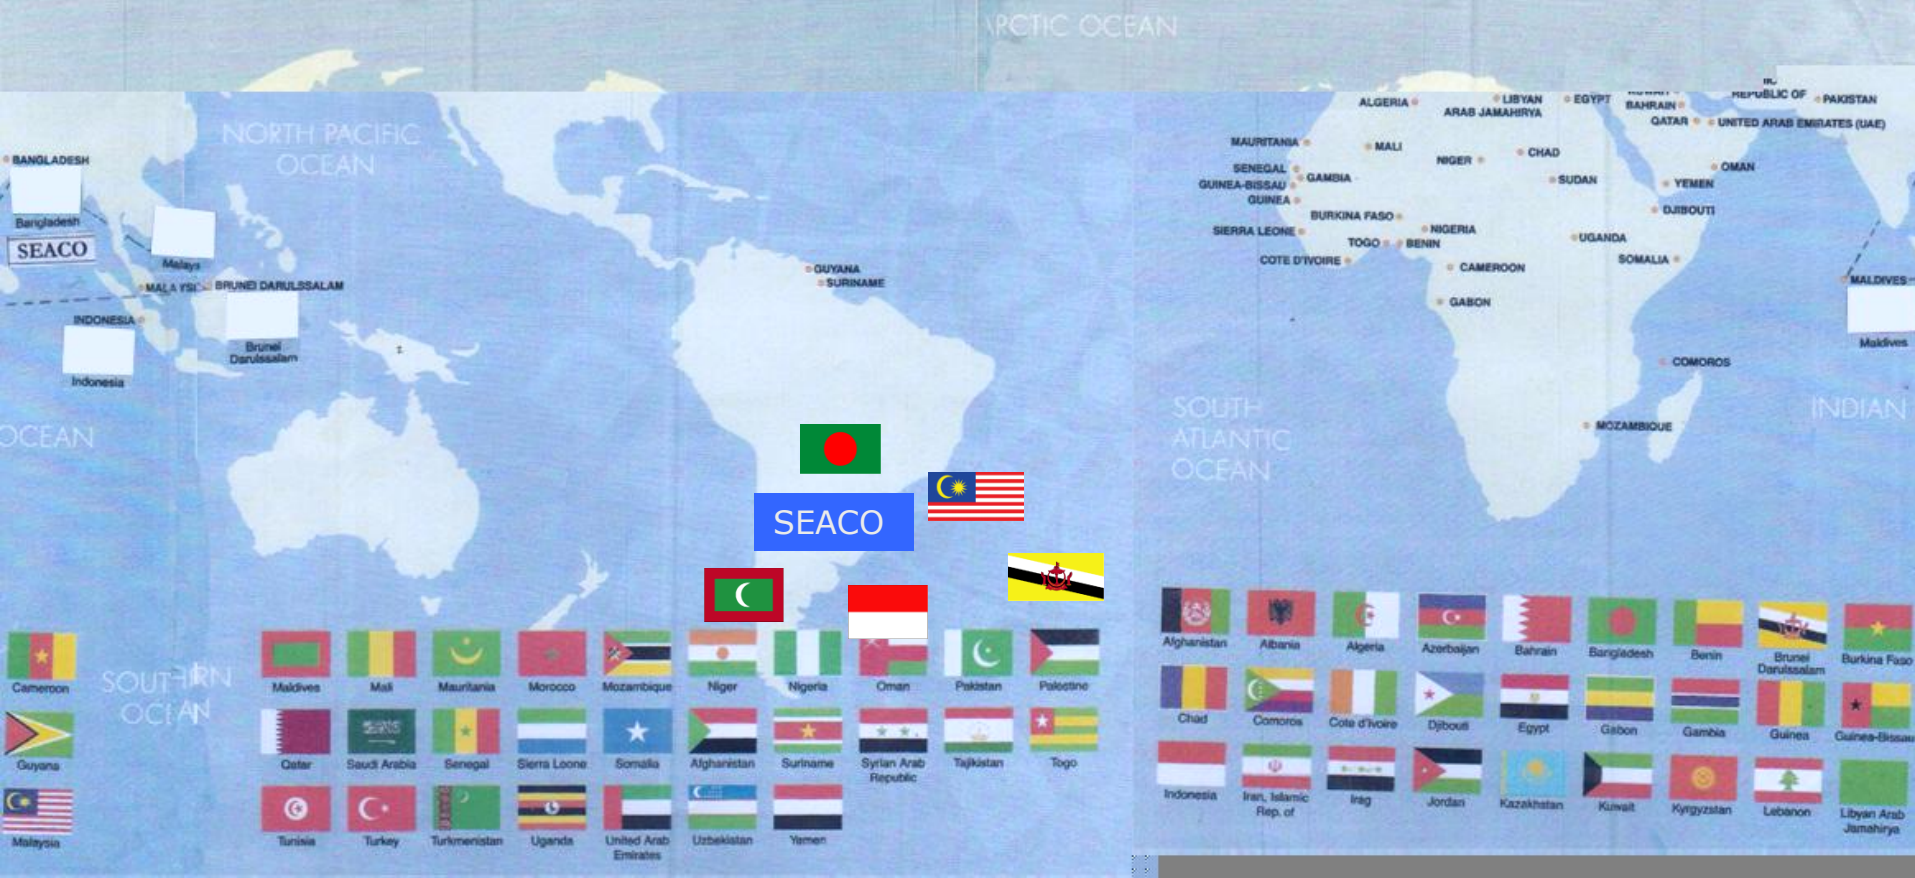 ARCTIC OCEAN
NORTH PACIFIC
OCEAN
BANGLADESH
Bangladesh
SEACO
Malays
BRUNEI DARULSSALAM
INDONESIA
Brunei
Darulssalam
Indonesia
OCEAN
GUYANA
SURINAME
SEACO
ALGERIA
LIBYAN
ARAB JAMAHIRYA
EGYPT
BAHRAIN
REPUBLIC OF
PAKISTAN
QATAR
UNITED ARAB EMIRATES (UAE)
MAURITANIA
MALI
NIGER
CHAD
OMAN
SENEGAL
GAMBIA
SUDAN
YEMEN
GUINEA-BISSAU
GUINEA
DJIBOUTI
BURKINA FASO
SIERRA LEONE
NIGERIA
TOGO
BENIN
UGANDA
COTE D'IVOIRE
CAMEROON
SOMALIA
GABON
MALDIVES
Maldives
COMOROS
SOUTH
ATLANTIC
OCEAN
INDIAN
MOZAMBIQUE
Cameroon
Guyana
Malaysia
Maldives
Mali
Mauritania
Morocco
Mozambique
Niger
Nigeria
Oman
Pakistan
Palestine
Qatar
Saudi Arabia
Senegal
Sierra Leone
Somalia
Afghanistan
Suriname
Syrian Arab
Republic
Tajikistan
Togo
Tunisia
Turkey
Turkmenistan
Uganda
United Arab
Emirates
Uzbekistan
Yemen
Afghanistan
Albania
Algeria
Azerbaijan
Bahrain
Bangladesh
Benin
Brunei
Darulssalam
Burkina Faso
Chad
Comoros
Cote d'Ivoire
Djibouti
Egypt
Gabon
Gambia
Guinea
Guinea-Bissau
Indonesia
Iran, Islamic
Rep. of
Iraq
Jordan
Kazakhstan
Kuwait
Kyrgyzstan
Lebanon
Libyan Arab
Jamahirya